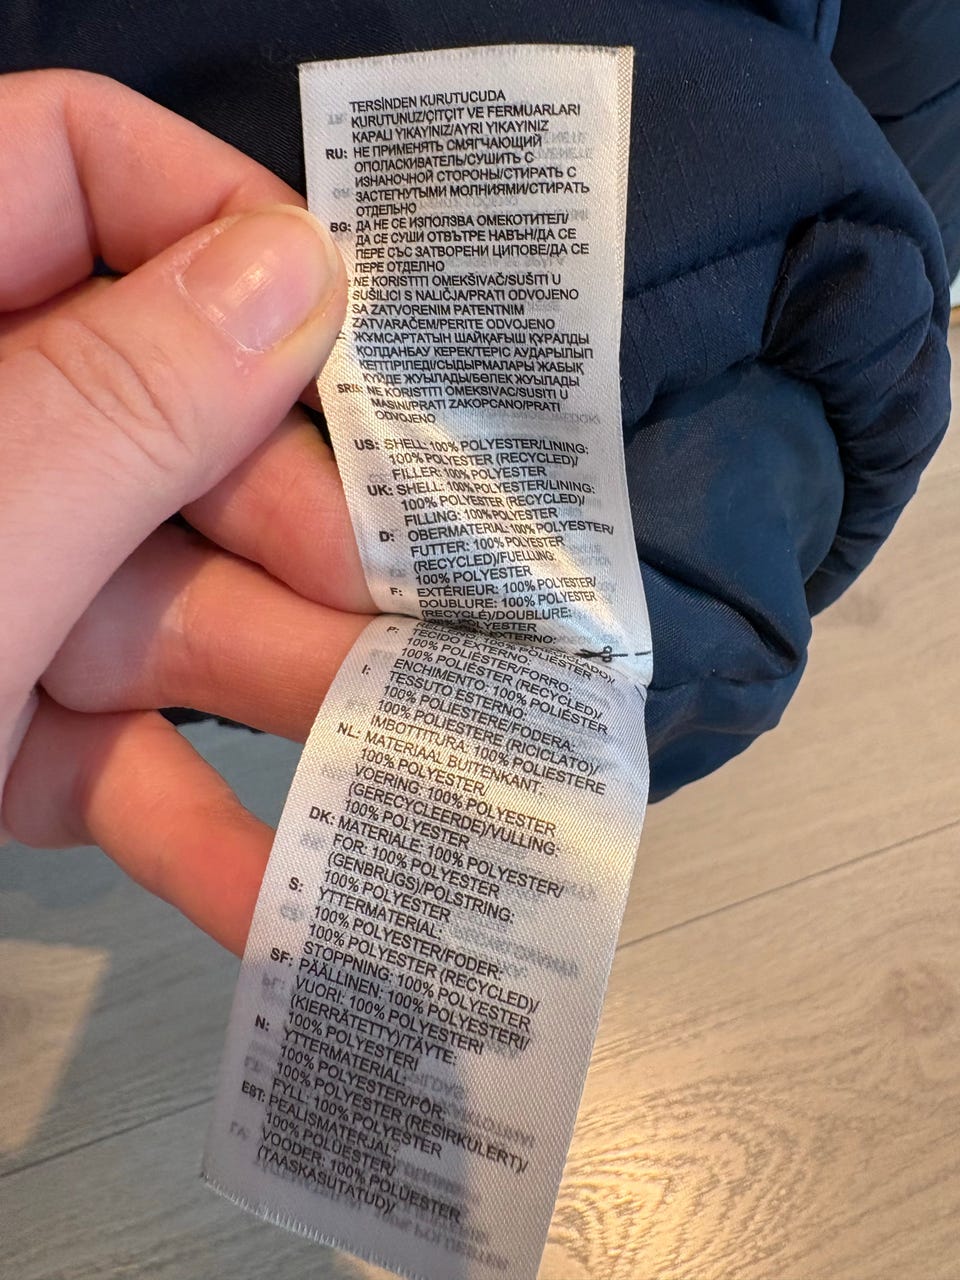 TERSİNDEN KURUTUCUDA
KURUTUNUZ/ÇITÇIT VE FERMUARLARI
KAPALI YIKAYINIZ/AYRI YIKAYINIZ
RU: НЕ ПРИМЕНЯТЬ СМЯГЧАЮЩИЙ
ОПОЛАСКИВАТЕЛЬ/СУШИТЬ С
ИЗНАНОЧНОЙ СТОРОНЫ/СТИРАТЬ С
ЗАСТЕГНУТЫМИ МОЛНИЯМИ/СТИРАТЬ
ОТДЕЛЬНО
BG: ДА НЕ СЕ ИЗПОЛЗВА ОМЕКОТИТЕЛ/
ДА СЕ СУШИ ОТВЪТРЕ НАВЪН/ДА СЕ
ПЕРЕ СЪС ЗАТВОРЕНИ ЦИПОВЕ/ДА СЕ
ПЕРЕ ОТДЕЛНО
NE KORISTITI OMEKŠIVAČ/SUŠITI U
SUŠILICI S NALIČJA/PRATI ODVOJENO
SA ZATVORENIM PATENTNIM
ZATVARAČEM/PERITE ODVOJENO
ЖҰМСАРТАТЫН ШАЙҚАҒЫШ ҚҰРАЛДЫ
ҚОЛДАНБАУ КЕРЕК/ТЕРІС АУДАРЫЛЫП
КЕПТІРІЛЕДІ/СЫДЫРМАЛАРЫ ЖАБЫҚ
КҮЙДЕ ЖУЫЛАДЫ/БӨЛЕК ЖУЫЛАДЫ
NE KORISTITI OMEKSIVAC/SUSITI U
MASINI/PRATI ZAKOPCANO/PRATI
ODVOJENO
US: SHELL: 100% POLYESTER/LINING:
100% POLYESTER (RECYCLED)/
FILLER: 100% POLYESTER
UK: SHELL: 100% POLYESTER/LINING:
100% POLYESTER (RECYCLED)/
FILLING: 100% POLYESTER
D: OBERMATERIAL: 100% POLYESTER/
FUTTER: 100% POLYESTER
(RECYCLED)/FUELLUNG:
100% POLYESTER
F: EXTÉRIEUR: 100% POLYESTER/
DOUBLURE: 100% POLYESTER
(RECYCLÉ)/DOUBLURE:
100% POLYESTER
P: TECIDO EXTERNO:
100% POLIÉSTER/FORRO:
100% POLIÉSTER (RECYCLED)/
ENCHIMENTO: 100% POLIÉSTER
I: TESSUTO ESTERNO:
100% POLIESTERE/FODERA:
100% POLIESTERE (RICICLATO)/
IMBOTTITURA: 100% POLIESTERE
NL: MATERIAAL BUITENKANT:
100% POLYESTER/
VOERING: 100% POLYESTER
(GERECYCLEERDE)/VULLING:
100% POLYESTER
DK: MATERIALE: 100% POLYESTER/
FOR: 100% POLYESTER
(GENBRUGS)/POLSTRING:
100% POLYESTER
S: YTTERMATERIAL:
100% POLYESTER/FODER:
100% POLYESTER (RECYCLED)/
STOPPNING: 100% POLYESTER
SF: PÄÄLLINEN: 100% POLYESTERI/
VUORI: 100% POLYESTERI
(KIERRÄTETTY)/TÄYTE:
100% POLYESTERI
N: YTTERMATERIAL:
100% POLYESTER/FÔR:
100% POLYESTER (RESIRKULERT)/
FYLL: 100% POLYESTER
EST: PEALISMATERJAL:
100% POLÜESTER/
VOODER: 100% POLÜESTER
(TAASKASUTATUD)/